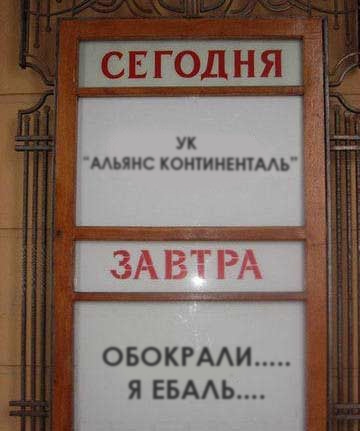 СЕГОДНЯ
УК
"АЛЬЯНС КОНТИНЕНТАЛЬ"
ЗАВТРА
ОБОКРАЛИ.....
Я ЕБАЛЬ....